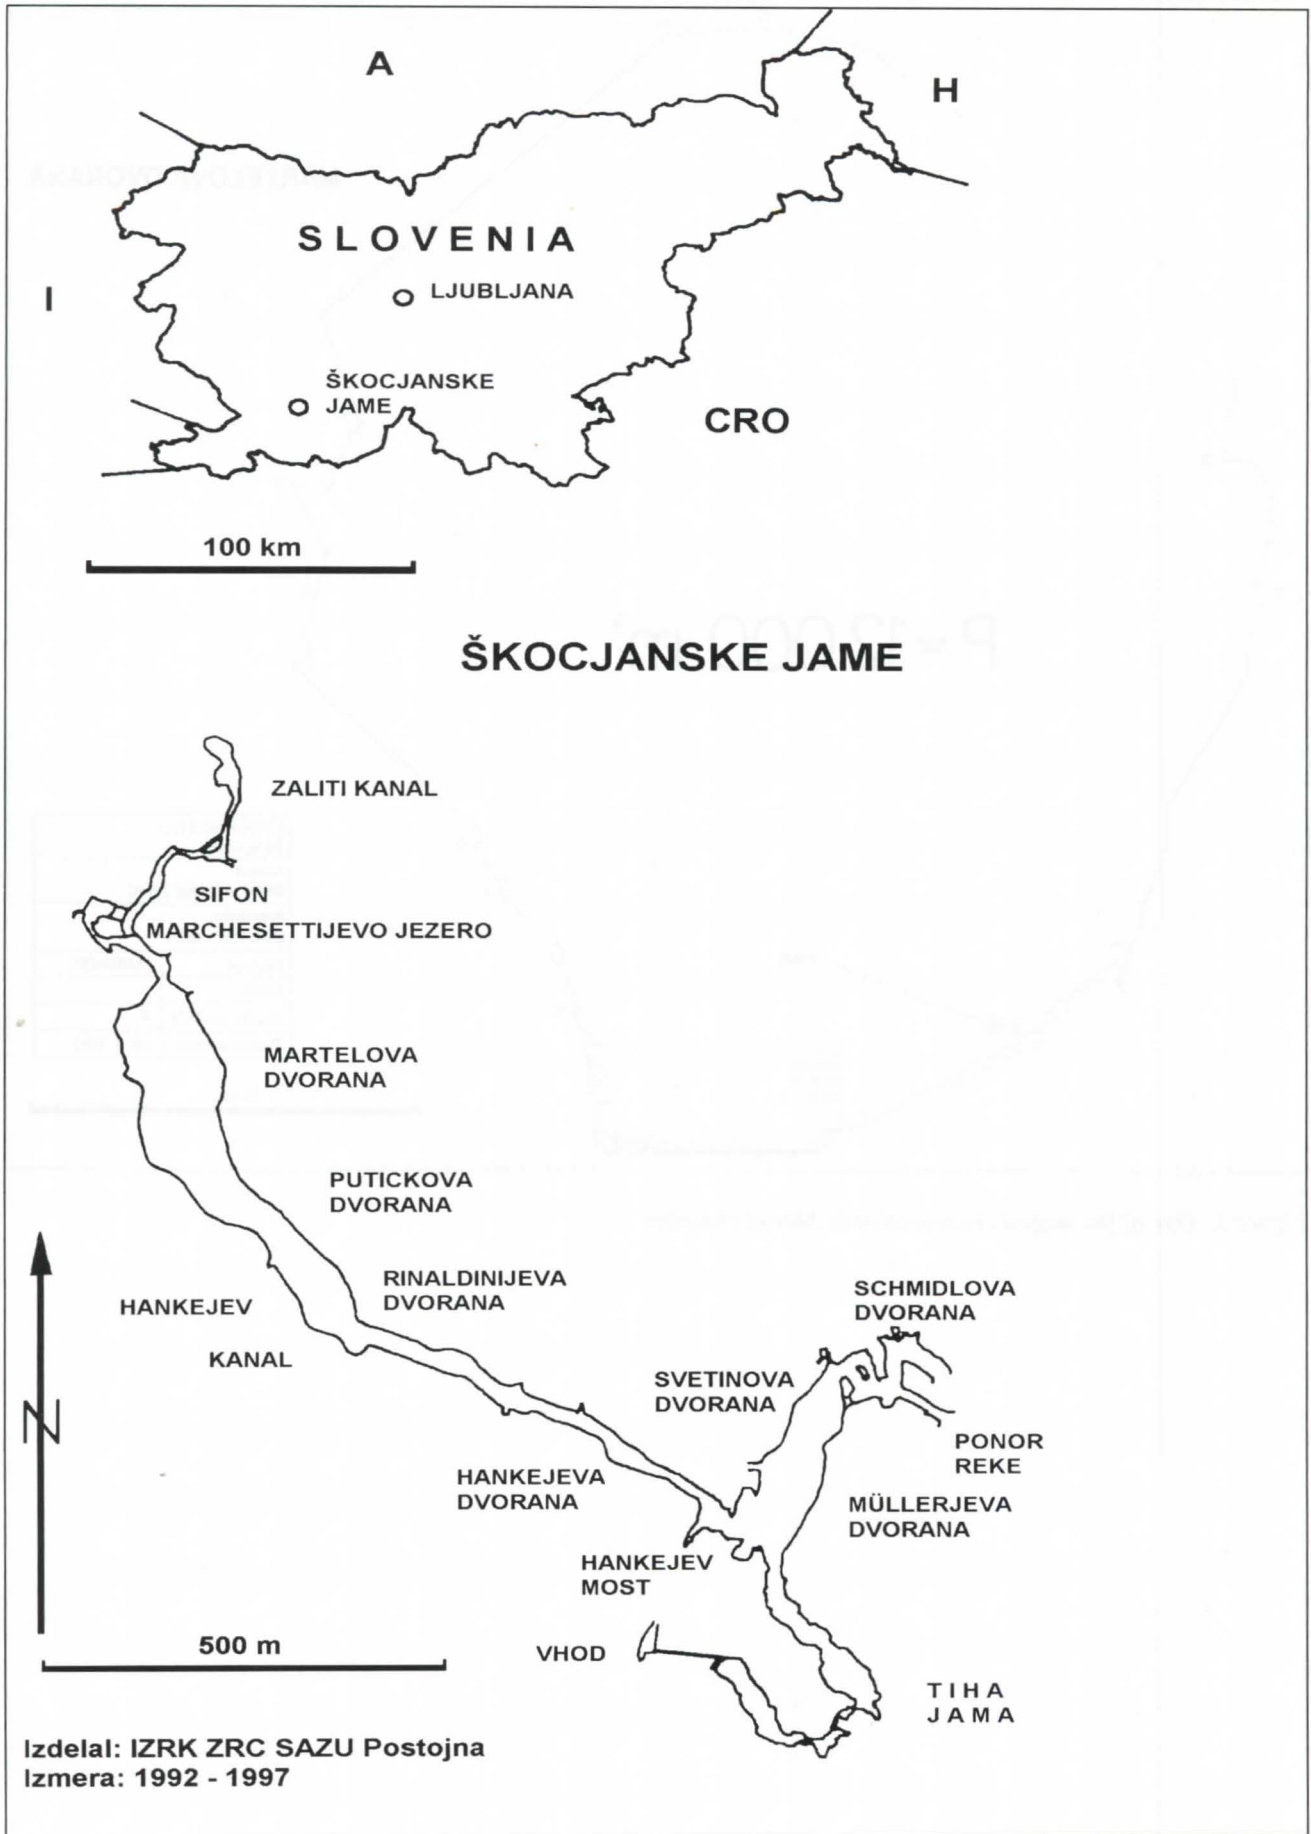 A
H
SLOVENIA
I
LJUBLJANA
ŠKOCJANSKE
JAME
CRO
100 km
ŠKOCJANSKE JAME
ZALITI KANAL
SIFON
MARCHESETTIJEVO JEZERO
MARTELOVA
DVORANA
PUTICKOVA
DVORANA
RINALDINIJEVA
DVORANA
HANKEJEV
KANAL
SCHMIDLOVA
DVORANA
SVETINOVA
DVORANA
PONOR
REKE
HANKEJEVA
DVORANA
MÜLLERJEVA
DVORANA
HANKEJEV
MOST
N
500 m
VHOD
TIHA
JAMA
Izdelal: IZRK ZRC SAZU Postojna
Izmera: 1992 - 1997